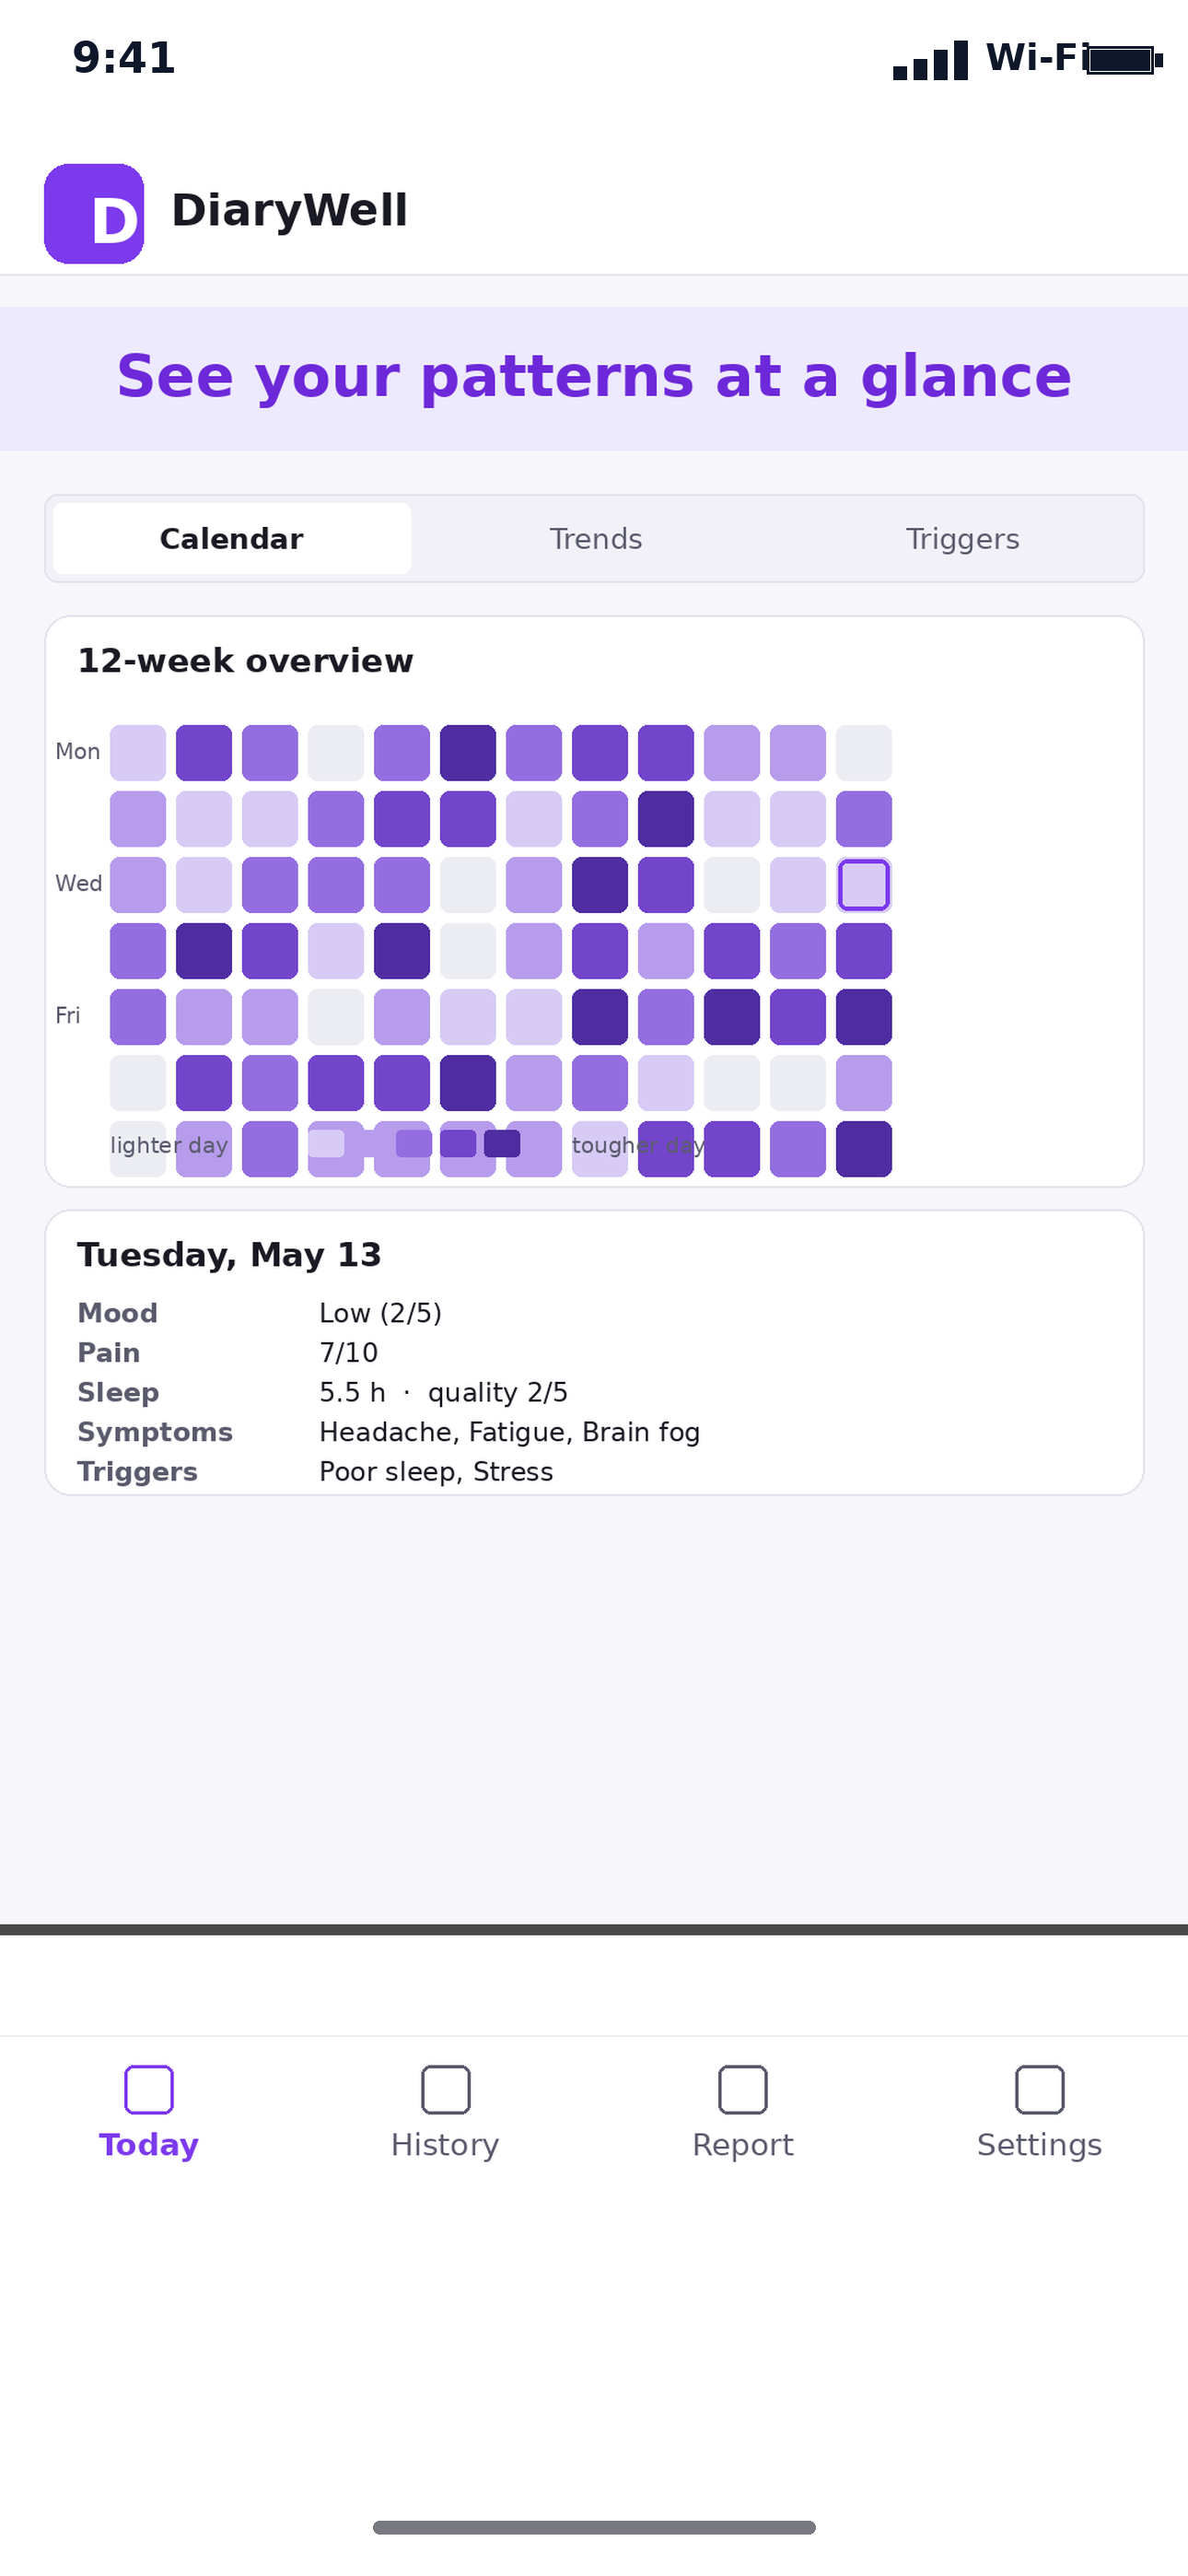 9:41
Wi-Fi
D
DiaryWell
See your patterns at a glance
Calendar Trends Triggers
12-week overview
Mon
Wed
Fri
lighter day tougher day
Tuesday, May 13
Mood Low (2/5)
Pain 7/10
Sleep 5.5 h · quality 2/5
Symptoms Headache, Fatigue, Brain fog
Triggers Poor sleep, Stress
Today History Report Settings